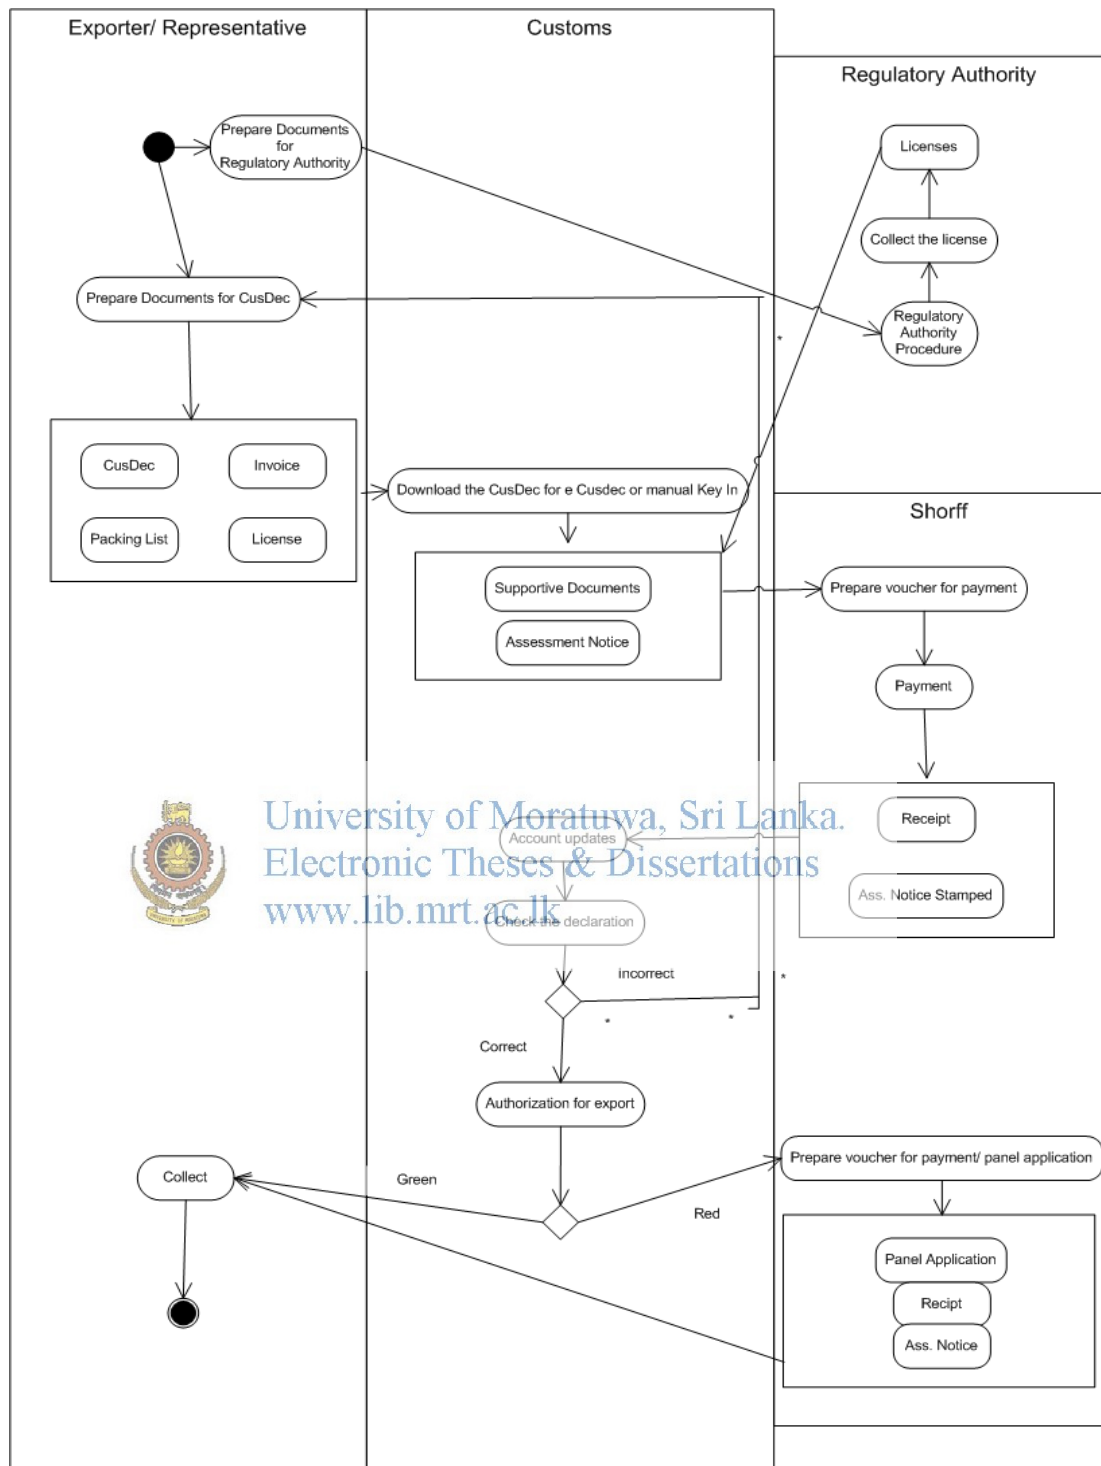 Exporter/ Representative
Customs
Regulatory Authority
Prepare Documents
for
Regulatory Authority
Licenses
Collect the license
Prepare Documents for CusDec
Regulatory
Authority
Procedure
*
CusDec
Invoice
Packing List
License
Download the CusDec for e Cusdec or manual Key In
Shorff
Supportive Documents
Assessment Notice
Prepare voucher for payment
Payment
University of Moratuwa, Sri Lanka.
Electronic Theses & Dissertations
www.lib.mrt.ac.lk
UNIVERSITY OF MORATUWA
Account updates
Receipt
Check the declaration
Ass. Notice Stamped
incorrect
*
*
*
Correct
Authorization for export
Prepare voucher for payment/ panel application
Collect
Green
Red
Panel Application
Recipt
Ass. Notice